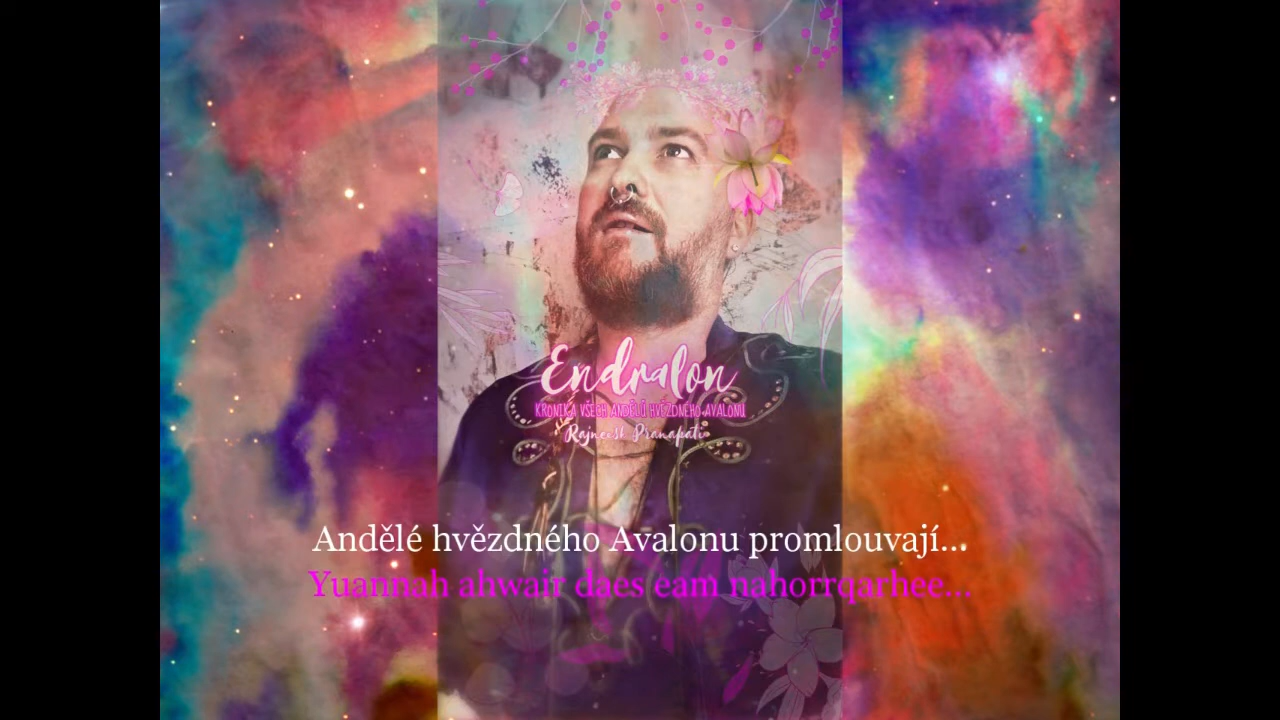 Endralon
KRONIKA VŠECH ANDĚLŮ HVĚZDNÉHO AVALONU
Rajneesh Pranapati
Andělé hvězdného Avalonu promlouvají...
Yuannah ahwair daes eam nahorrqarhee...